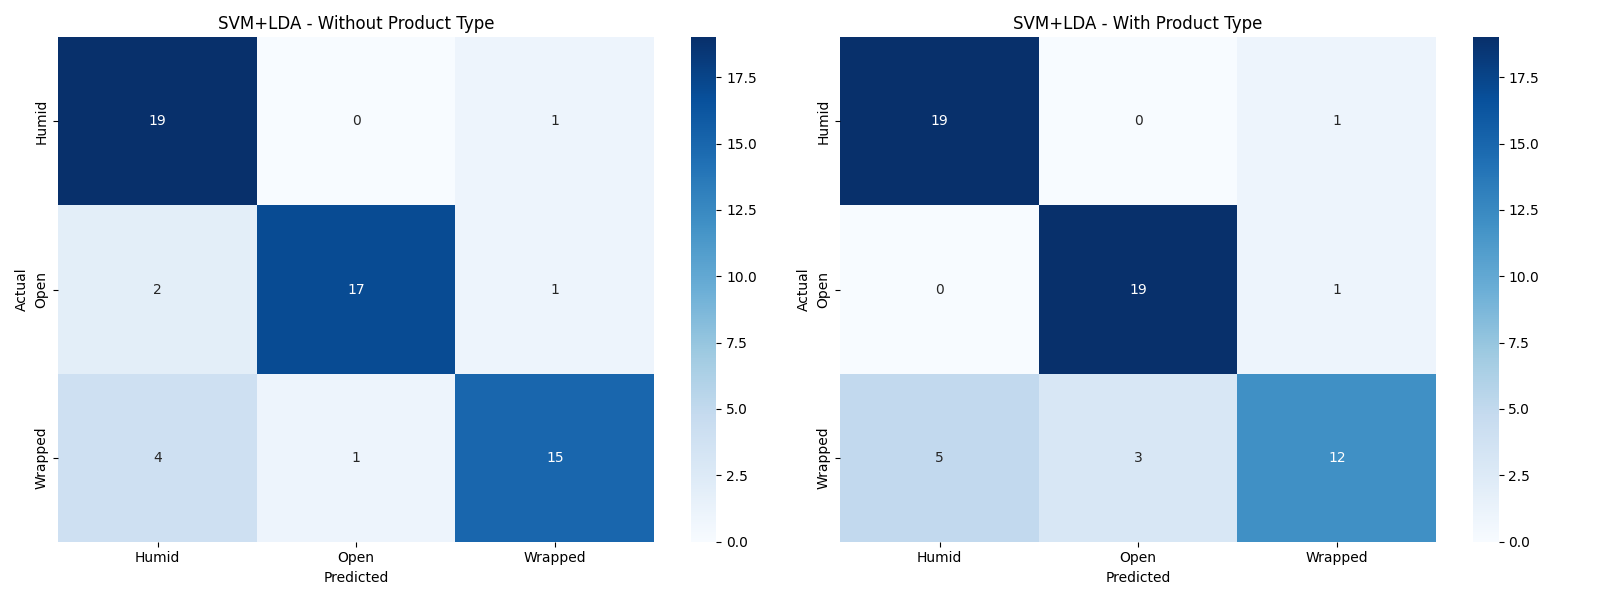 SVM+LDA - Without Product Type
Actual
Humid
Open
Wrapped
19 0 1
2 17 1
4 1 15
Humid Open Wrapped
Predicted
17.5
15.0
12.5
10.0
7.5
5.0
2.5
0.0
SVM+LDA - With Product Type
Actual
Humid
Open
Wrapped
19 0 1
0 19 1
5 3 12
Humid Open Wrapped
Predicted
17.5
15.0
12.5
10.0
7.5
5.0
2.5
0.0